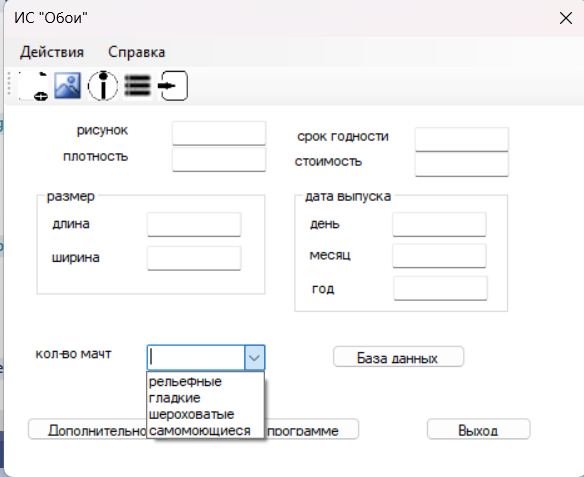 ИС "Обои"
Действия Справка
рисунок
срок годности
плотность
стоимость
размер
дата выпуска
длина
день
ширина
месяц
год
кол-во мачт
База данных
рельефные
гладкие
шероховатые
самомоющиеся
Дополнительно программе
Выход